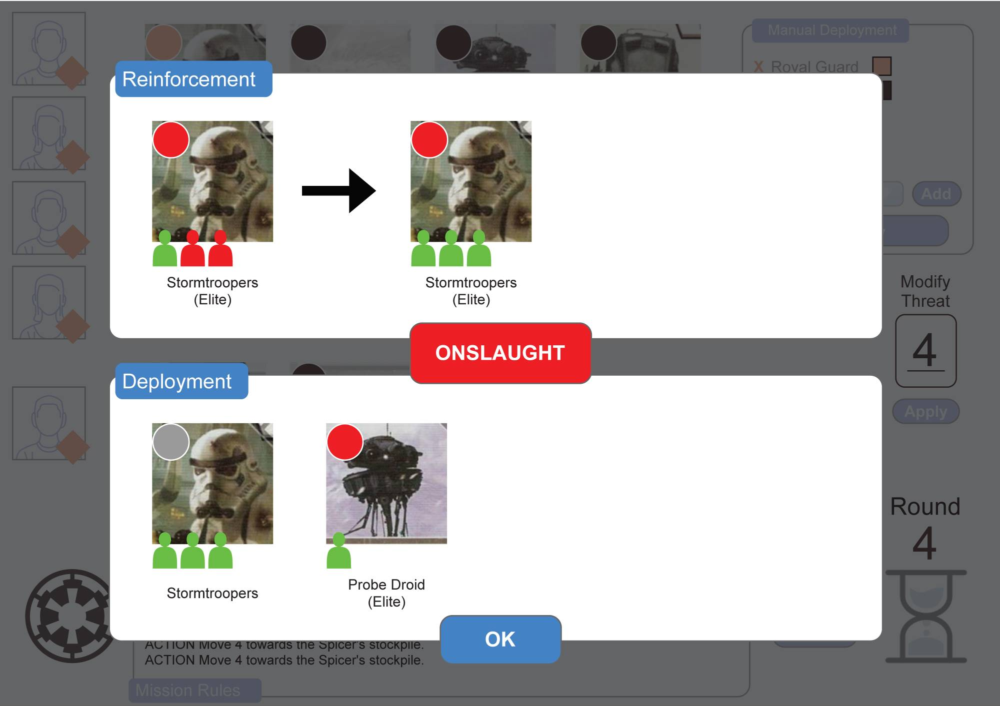 Manual Deployment
X Royal Guard
Reinforcement
Stormtroopers
(Elite)
Stormtroopers
(Elite)
Add
Modify
Threat
4
Apply
ONSLAUGHT
Deployment
Stormtroopers
Probe Droid
(Elite)
Round
4
OK
ACTION Move 4 towards the Spicer's stockpile.
ACTION Move 4 towards the Spicer's stockpile.
Mission Rules